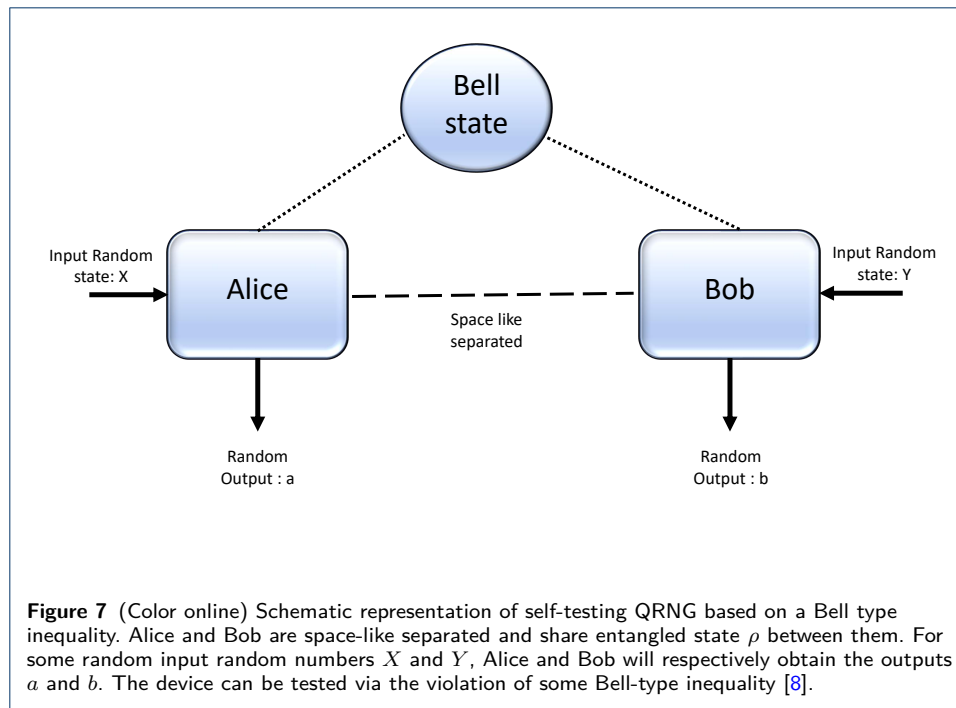 Bell
state
Input Random
state: X
Alice
Space like
separated
Bob
Input Random
state: Y
Random
Output : a
Random
Output : b
Figure 7 (Color online) Schematic representation of self-testing QRNG based on a Bell type
inequality. Alice and Bob are space-like separated and share entangled state ρ between them. For
some random input random numbers X and Y, Alice and Bob will respectively obtain the outputs
a and b. The device can be tested via the violation of some Bell-type inequality [8].